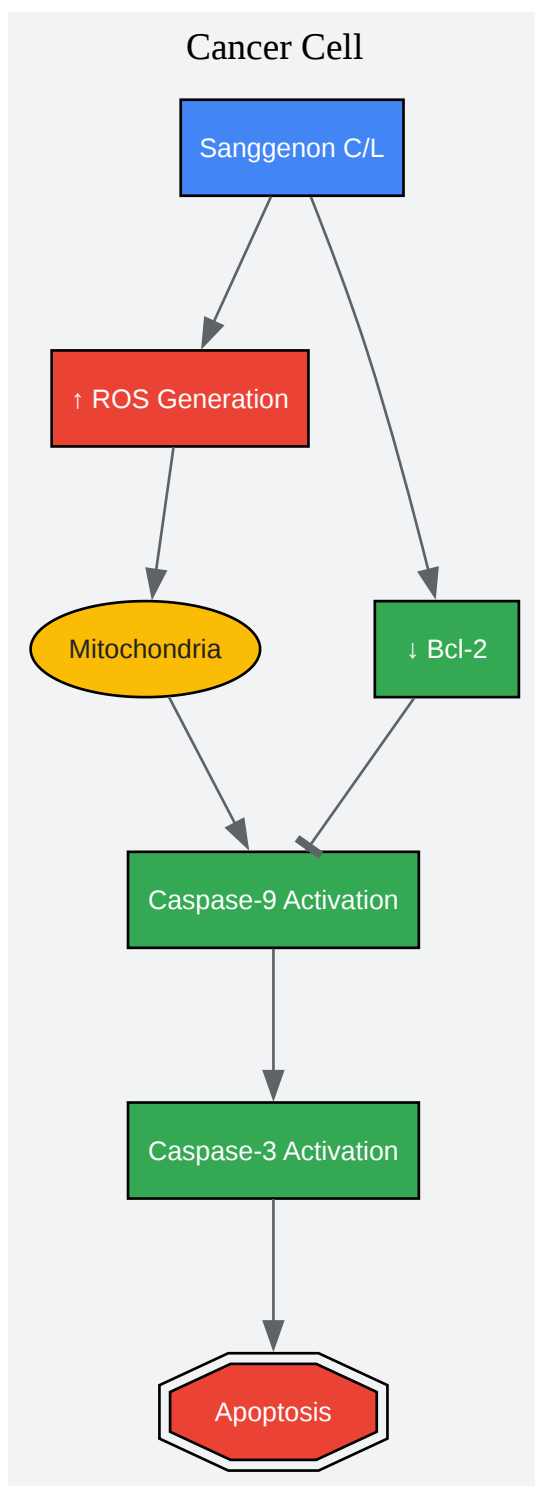 Cancer Cell
Sanggenon C/L
↑ ROS Generation
Mitochondria
↓ Bcl-2
Caspase-9 Activation
Caspase-3 Activation
Apoptosis